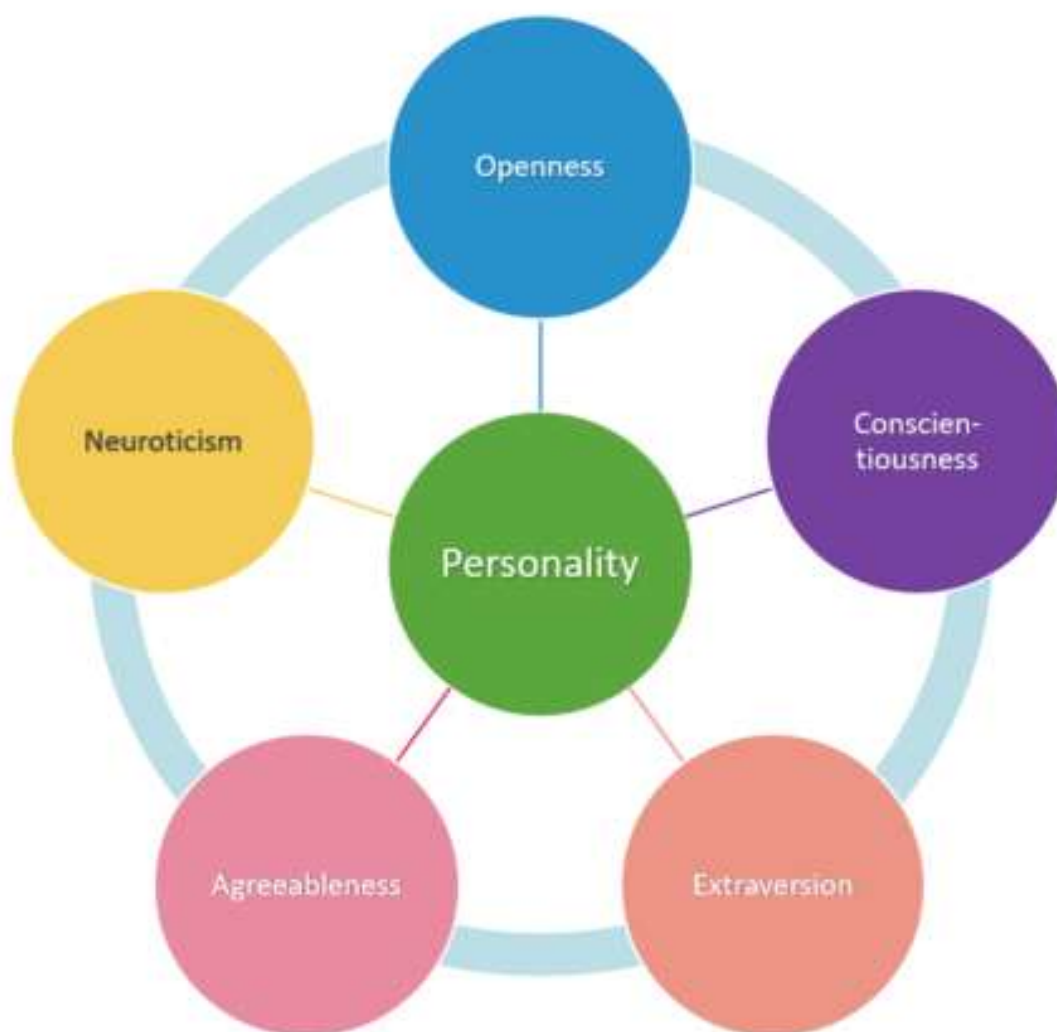 Openness
Conscien-
tiousness
Extraversion
Agreeableness
Neuroticism
Personality